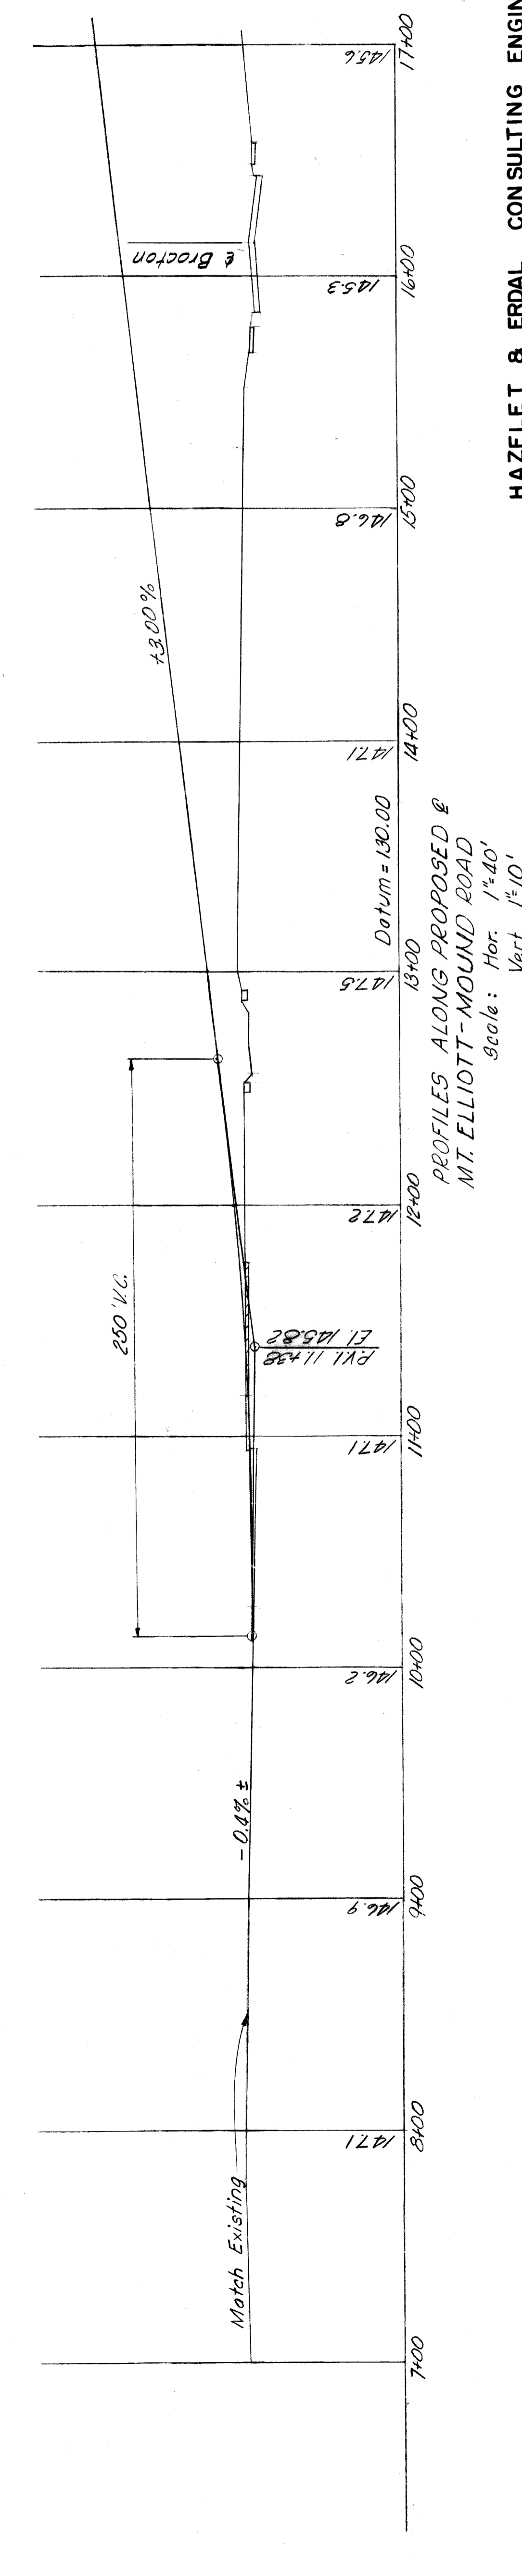 250' V.C.
+3.00 %
-0.4% ±
Match Existing
P.V.I. 11+38
El. 145.82
℄ Brocton
Datum = 130.00
147.1
146.9
146.2
147.1
147.2
147.5
147.1
146.8
145.3
145.6
7+00
8+00
9+00
10+00
11+00
12+00
13+00
14+00
15+00
16+00
17+00
PROFILES ALONG PROPOSED ℄
MT. ELLIOTT-MOUND ROAD
Scale: Hor. 1"=40'
Vert. 1"=10'
HAZELET & ERDAL CONSULTING ENGIN